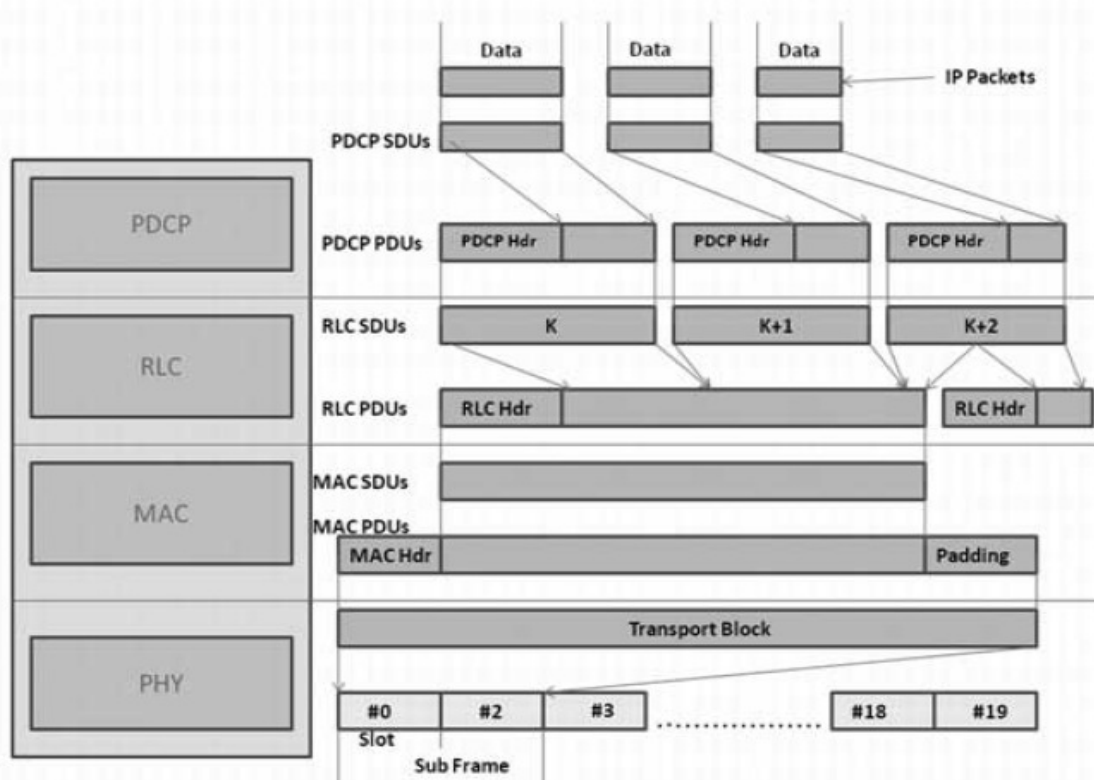 Data Data Data
IP Packets
PDCP SDUs
PDCP
PDCP PDUs PDCP Hdr PDCP Hdr PDCP Hdr
RLC SDUs K K+1 K+2
RLC
RLC PDUs RLC Hdr RLC Hdr
MAC SDUs
MAC
MAC PDUs
MAC Hdr Padding
Transport Block
PHY
#0 #2 #3 .................. #18 #19
Slot
Sub Frame